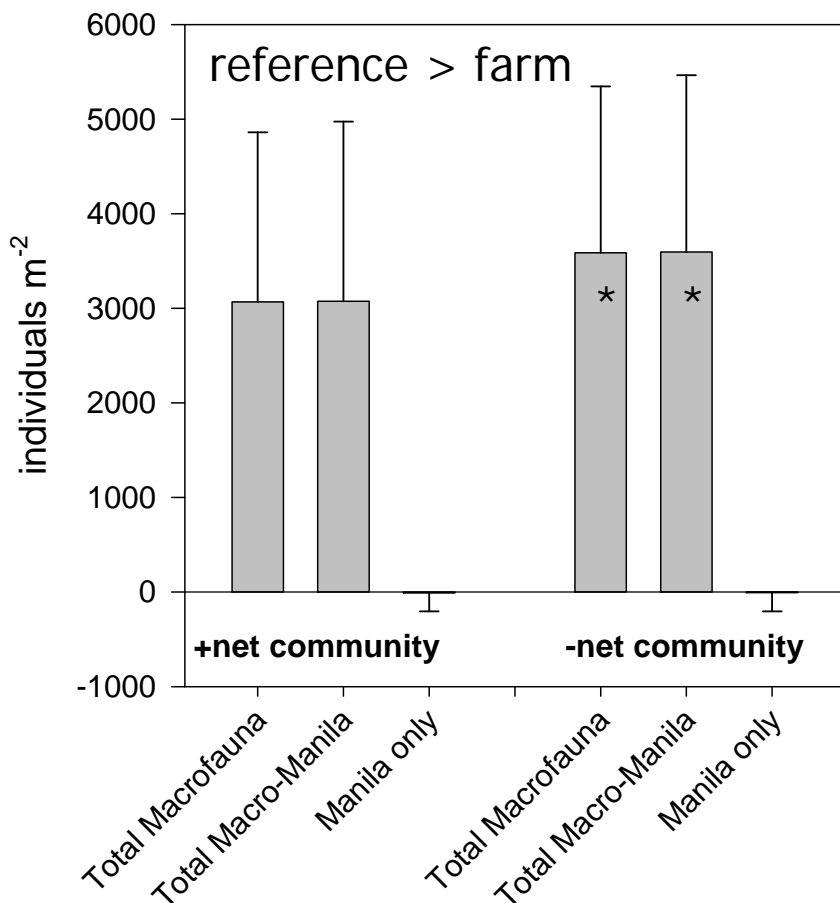 reference > farm
6000
5000
4000
3000
2000
1000
0
-1000
individuals m⁻²
* *
+net community -net community
Total Macrofauna
Total Macro-Manila
Manila only
Total Macrofauna
Total Macro-Manila
Manila only